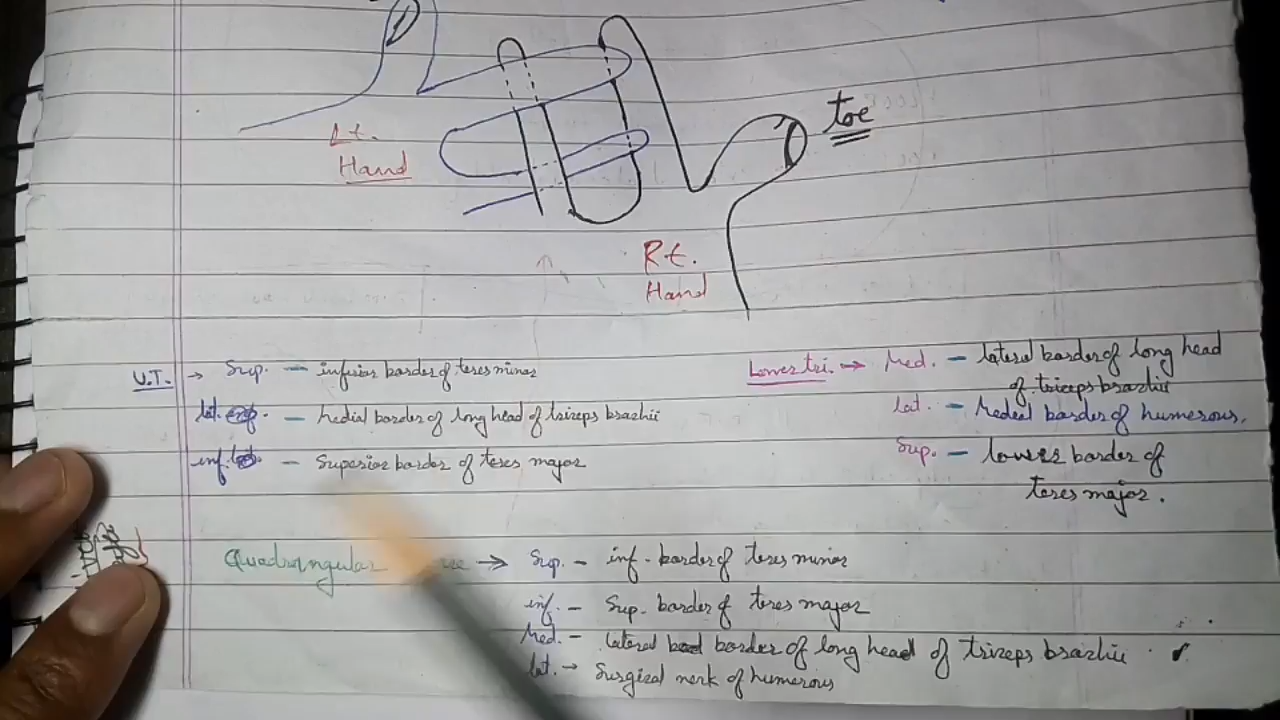 toe
Lt.
Hand
Rt.
Hand
U.T. → Sup. — inferior border of teres minor
lat. — Medial border of long head of triceps brachii
inf. — Superior border of teres major
Lower tri. → Med. — lateral border of long head
of triceps brachii
lat. — Medial border of humerous.
Sup. — lower border of
teres major.
Quadrangular → Sup. - inf. border of teres minor
inf. — Sup. border of teres major
Med. — lateral border of long head of triceps brachii.
lat. → Surgical neck of humerous